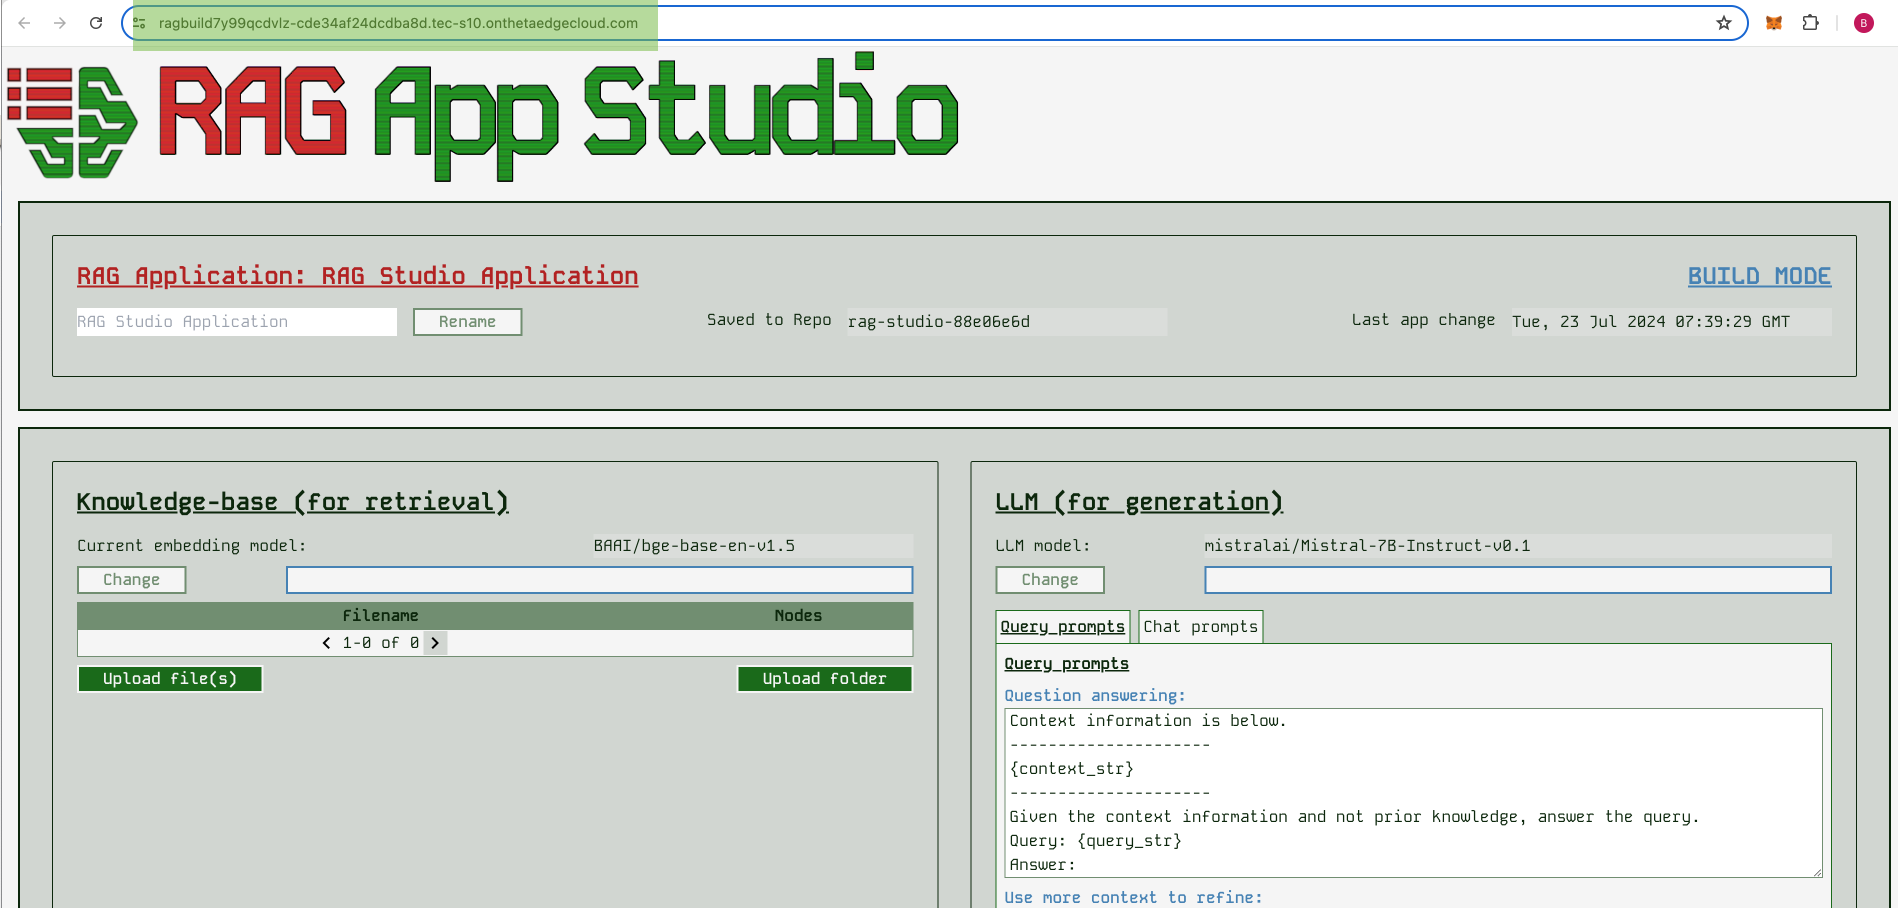 ragbuild7y99qcdvlz-cde34af24dcdba8d.tec-s10.onthetaedgecloud.com
B
RAG App Studio
RAG Application: RAG Studio Application
BUILD MODE
RAG Studio Application
Rename
Saved to Repo
rag-studio-88e06e6d
Last app change
Tue, 23 Jul 2024 07:39:29 GMT
Knowledge-base (for retrieval)
Current embedding model:
BAAI/bge-base-en-v1.5
Change
Filename
Nodes
1-0 of 0
Upload file(s)
Upload folder
LLM (for generation)
LLM model:
mistralai/Mistral-7B-Instruct-v0.1
Change
Query prompts
Chat prompts
Query prompts
Question answering:
Context information is below.
---------------------
{context_str}
---------------------
Given the context information and not prior knowledge, answer the query.
Query: {query_str}
Answer:
Use more context to refine: